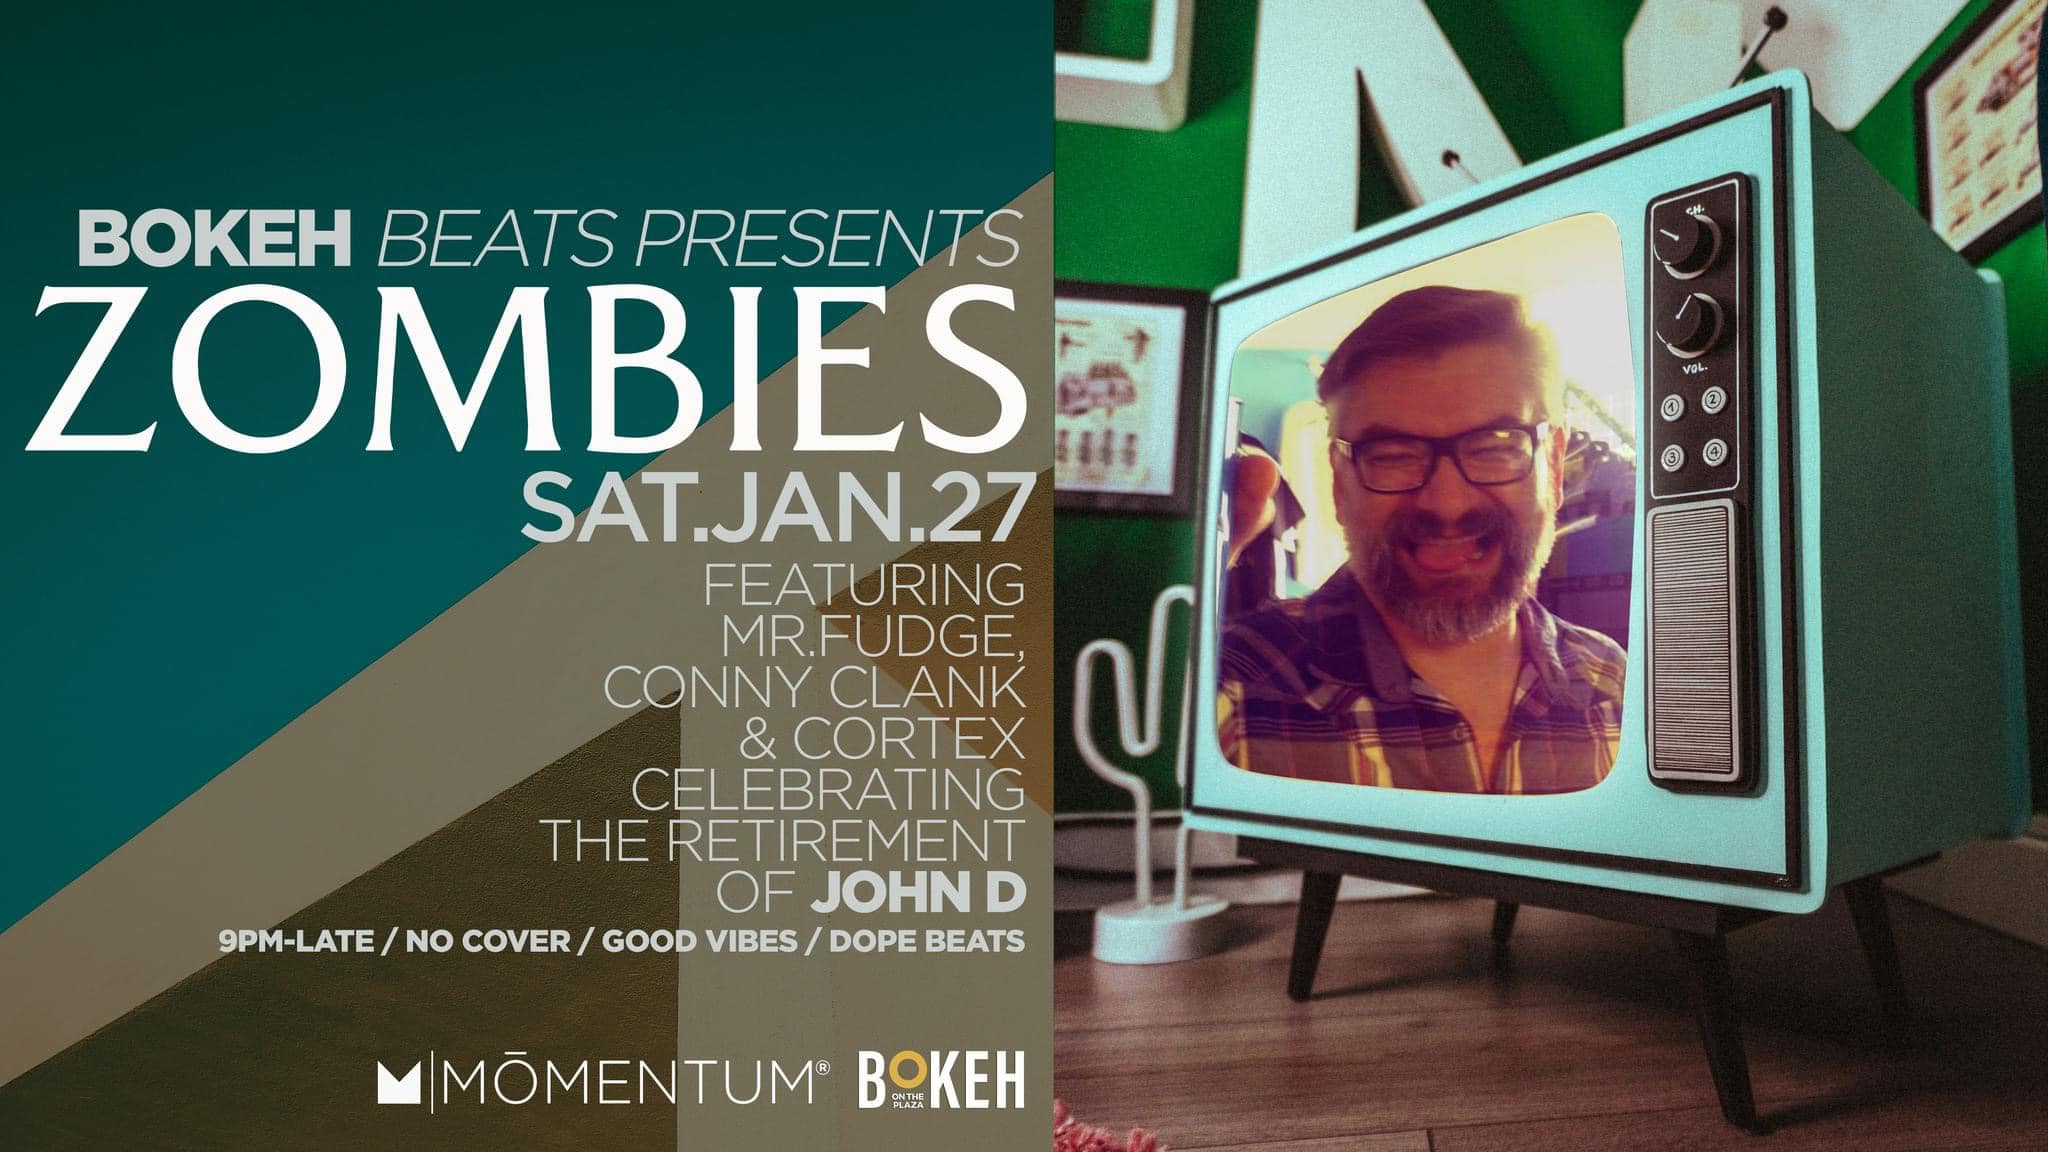 BOKEH BEATS PRESENTS
ZOMBIES
SAT.JAN.27
FEATURING
MR.FUDGE,
CONNY CLANK
& CORTEX
CELEBRATING
THE RETIREMENT
OF JOHN D
9PM-LATE / NO COVER / GOOD VIBES / DOPE BEATS
MŌMENTUM®
BOKEH
ON THE
PLAZA
CH.
VOL.
1 2
3 4